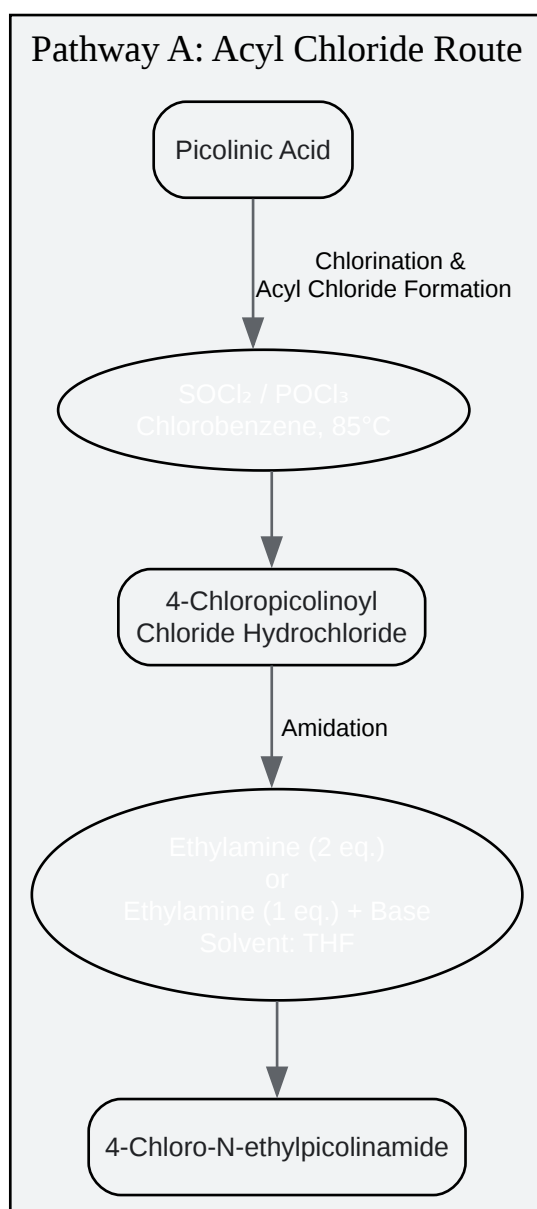 Pathway A: Acyl Chloride Route
Picolinic Acid
Chlorination &
Acyl Chloride Formation
SOCl₂ / POCl₃
Chlorobenzene, 85°C
4-Chloropicolinoyl
Chloride Hydrochloride
Amidation
Ethylamine (2 eq.)
or
Ethylamine (1 eq.) + Base
Solvent: THF
4-Chloro-N-ethylpicolinamide